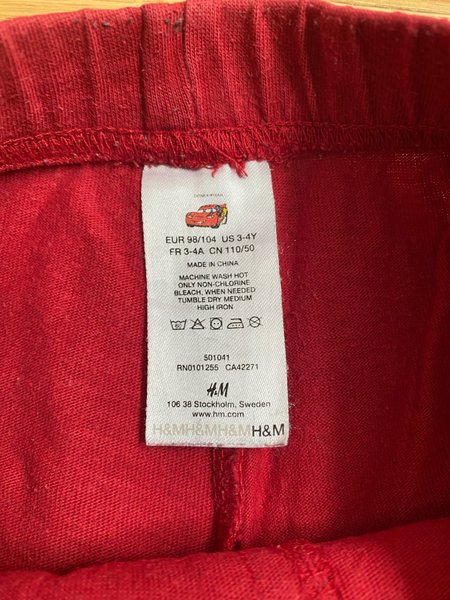 EUR 98/104 US 3-4Y
FR 3-4A CN 110/50
MADE IN CHINA
MACHINE WASH HOT
ONLY NON-CHLORINE
BLEACH, WHEN NEEDED
TUMBLE DRY MEDIUM
HIGH IRON
501041
RN0101255 CA42271
H&M
106 38 Stockholm, Sweden
www.hm.com
H&MH&MH&MH&M